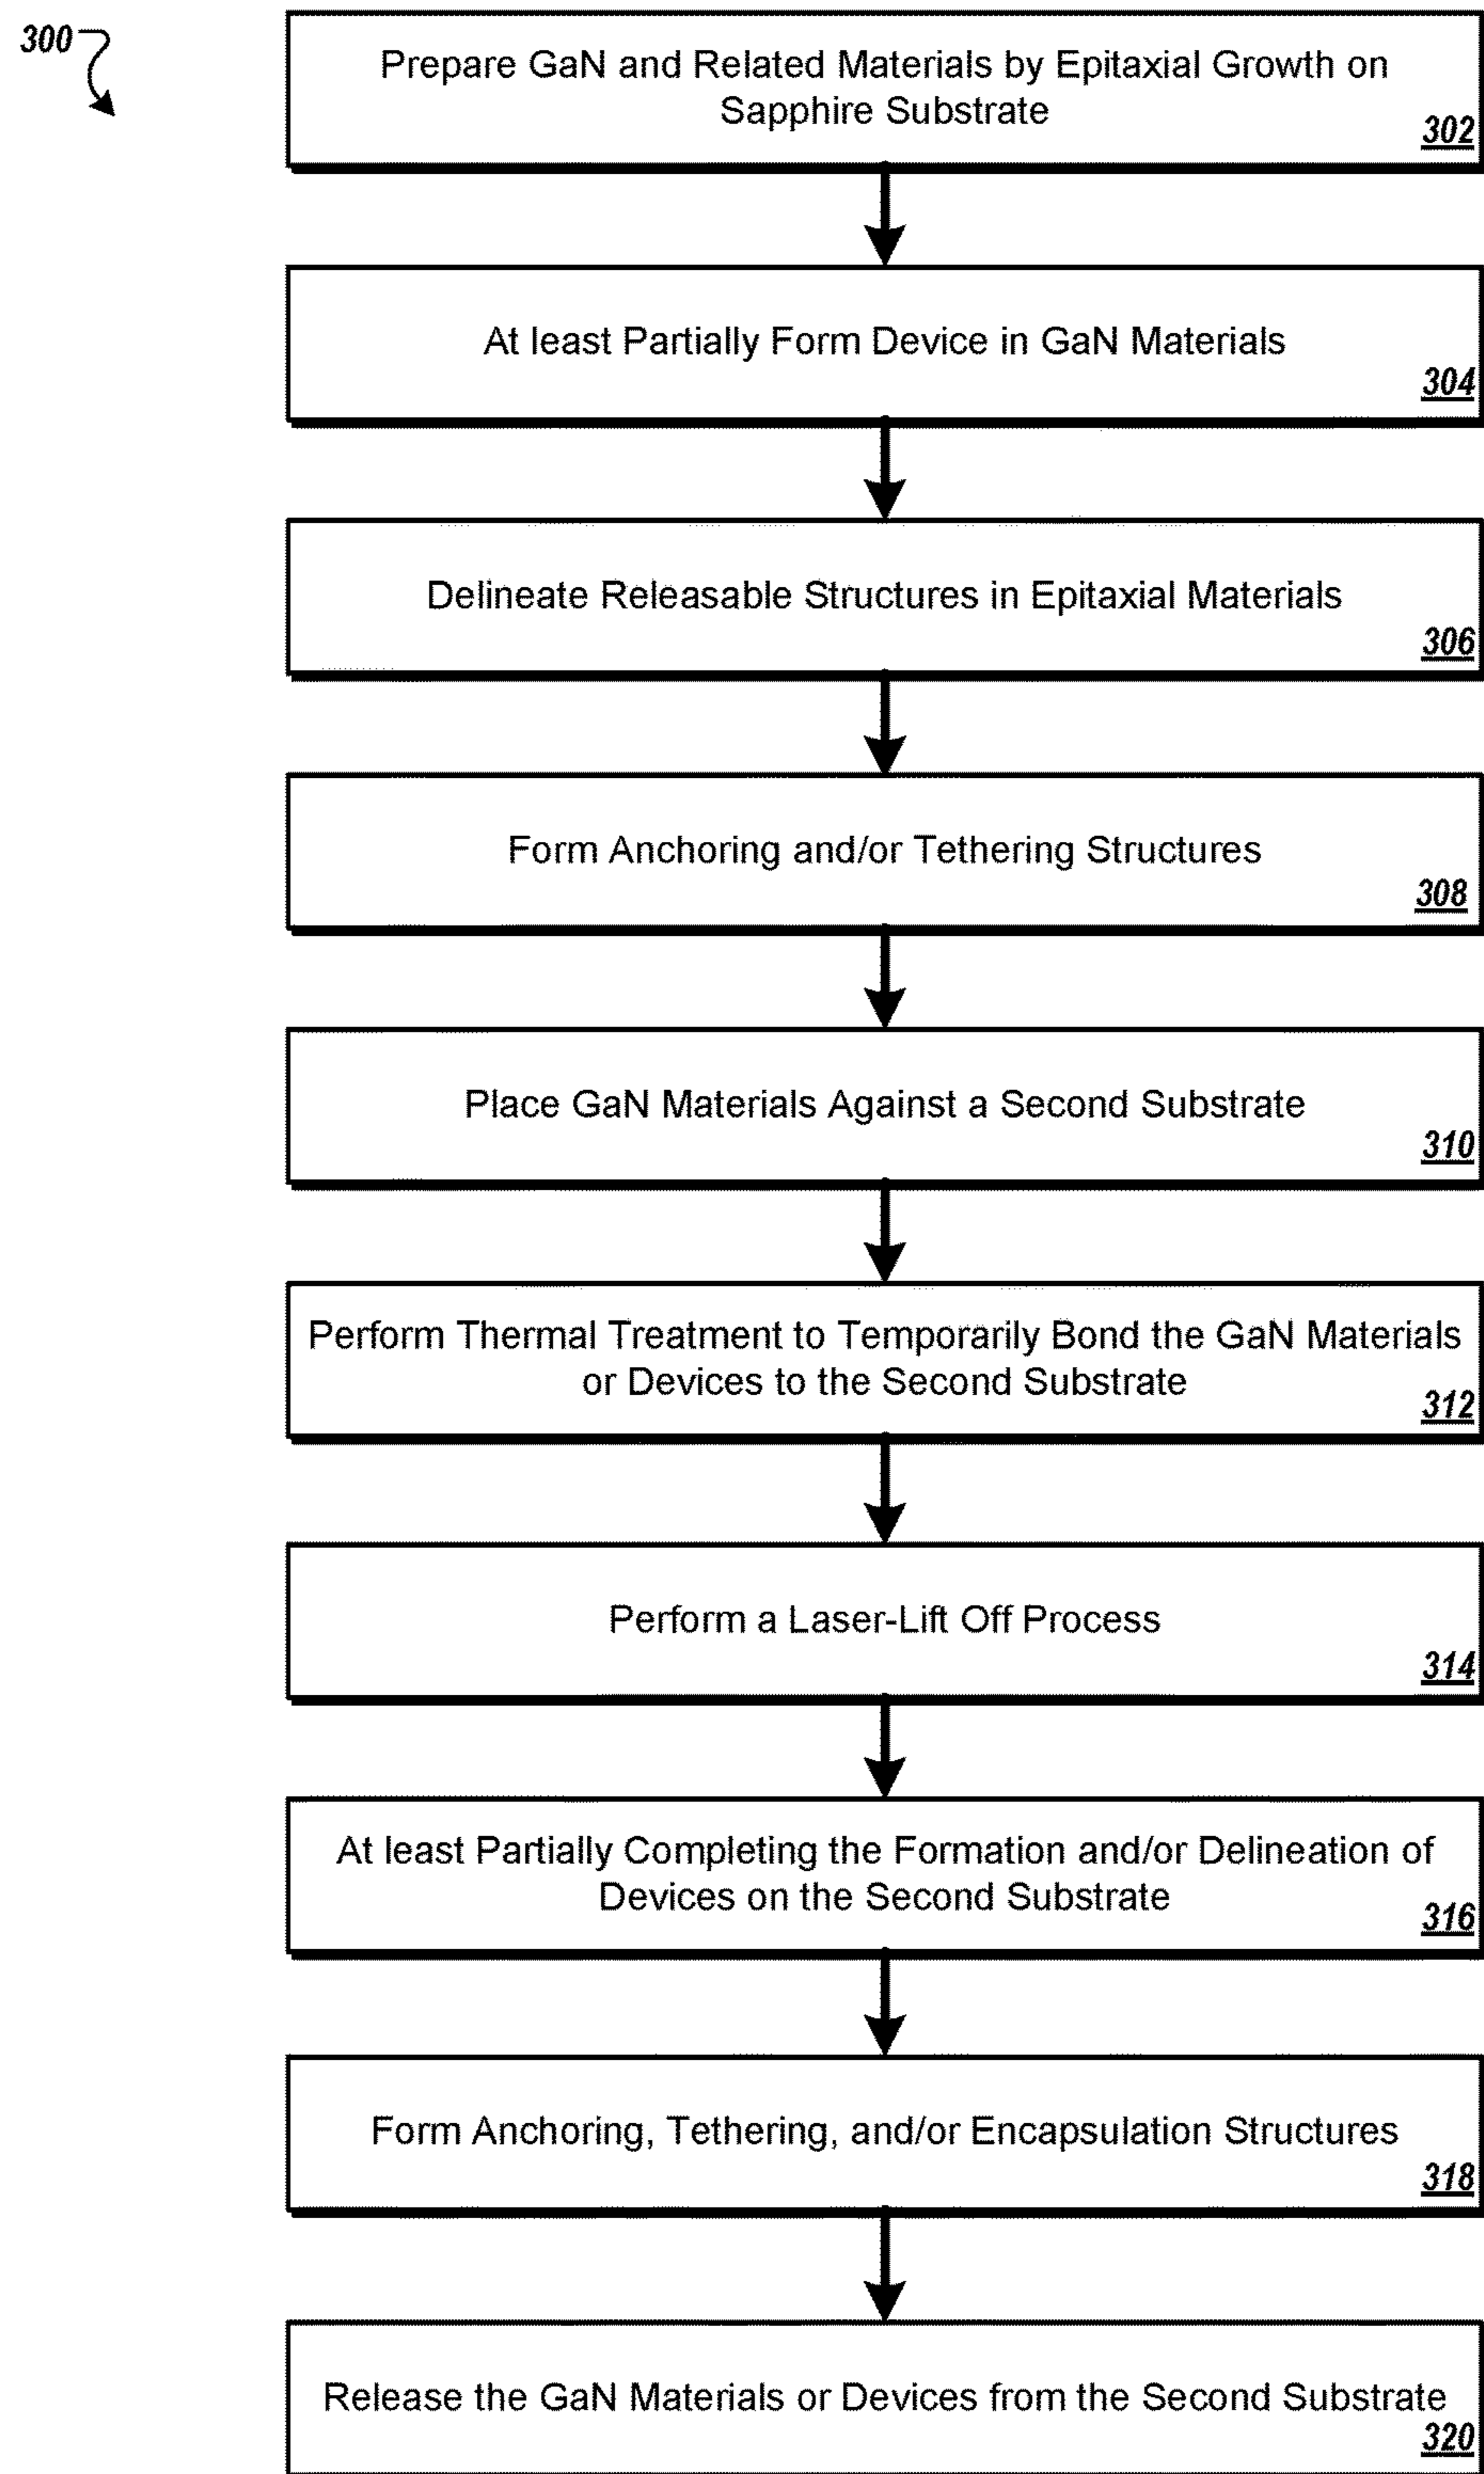 300
Prepare GaN and Related Materials by Epitaxial Growth on
Sapphire Substrate
302
At least Partially Form Device in GaN Materials
304
Delineate Releasable Structures in Epitaxial Materials
306
Form Anchoring and/or Tethering Structures
308
Place GaN Materials Against a Second Substrate
310
Perform Thermal Treatment to Temporarily Bond the GaN Materials
or Devices to the Second Substrate
312
Perform a Laser-Lift Off Process
314
At least Partially Completing the Formation and/or Delineation of
Devices on the Second Substrate
316
Form Anchoring, Tethering, and/or Encapsulation Structures
318
Release the GaN Materials or Devices from the Second Substrate
320